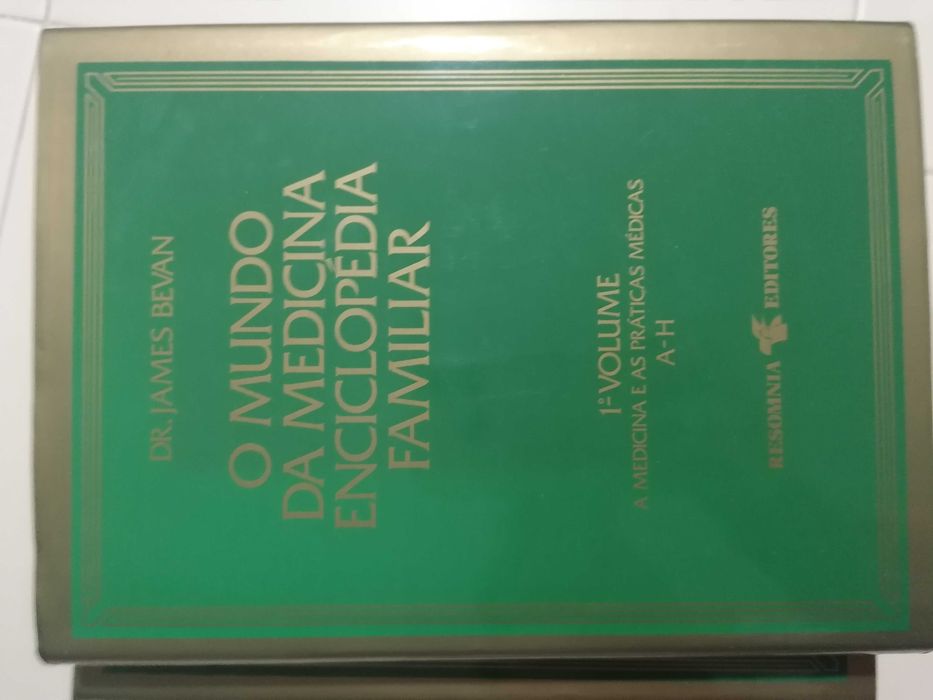 DR. JAMES BEVAN
O MUNDO
DA MEDICINA
ENCICLOPÉDIA
FAMILIAR
1º VOLUME
A MEDICINA E AS PRÁTICAS MÉDICAS
A-H
RESOMNIA EDITORES